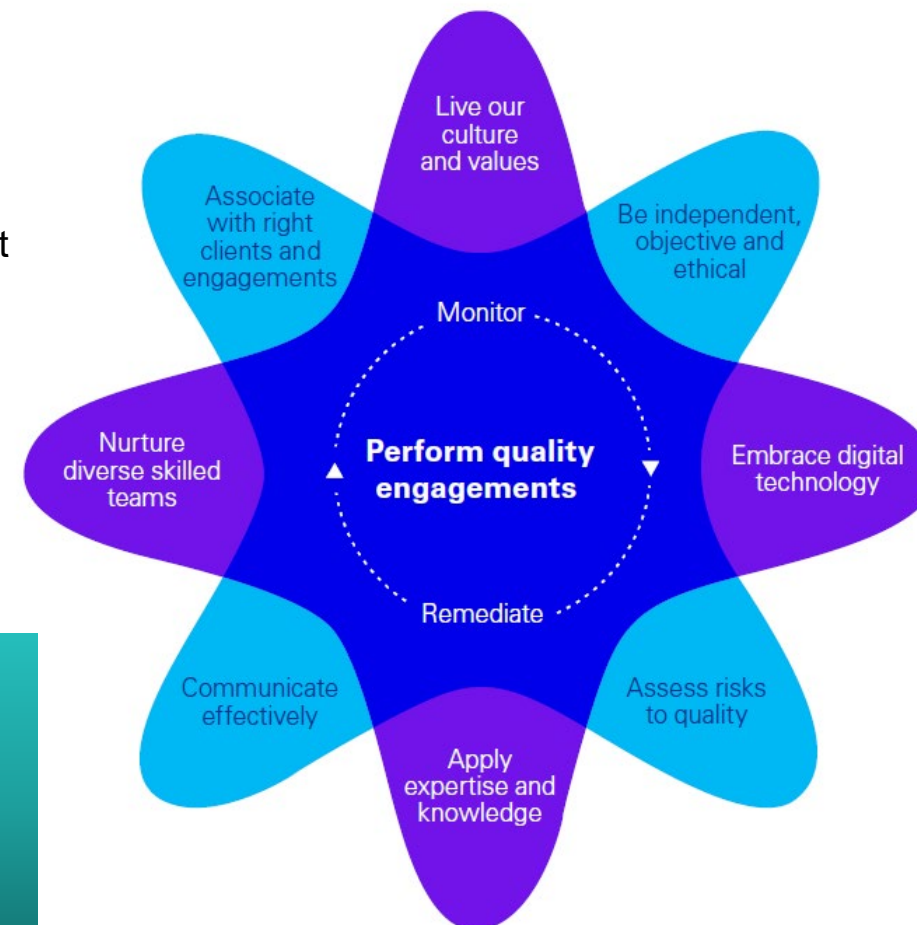 t
Live our
culture
and values
Be independent,
objective and
ethical
Embrace digital
technology
Assess risks
to quality
Apply
expertise and
knowledge
Communicate
effectively
Nurture
diverse skilled
teams
Associate
with right
clients and
engagements
Monitor
Perform quality
engagements
Remediate